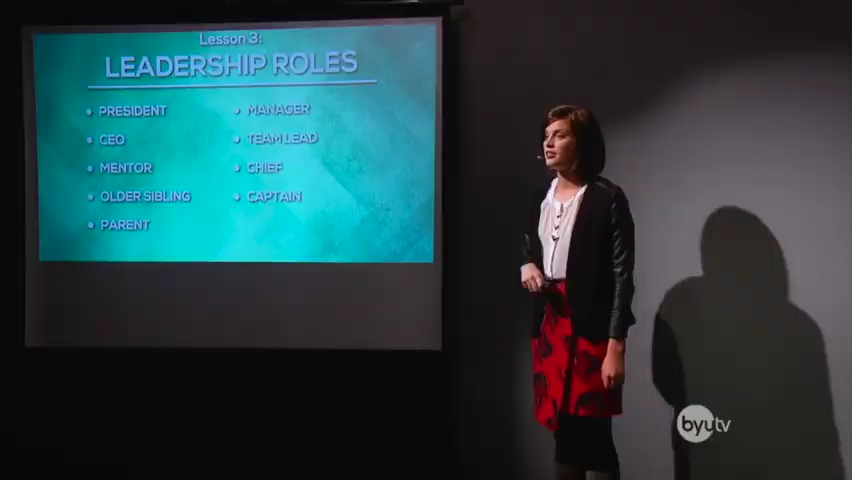 Lesson 3:
LEADERSHIP ROLES
• PRESIDENT
• CEO
• MENTOR
• OLDER SIBLING
• PARENT
• MANAGER
• TEAM LEAD
• CHIEF
• CAPTAIN
byutv